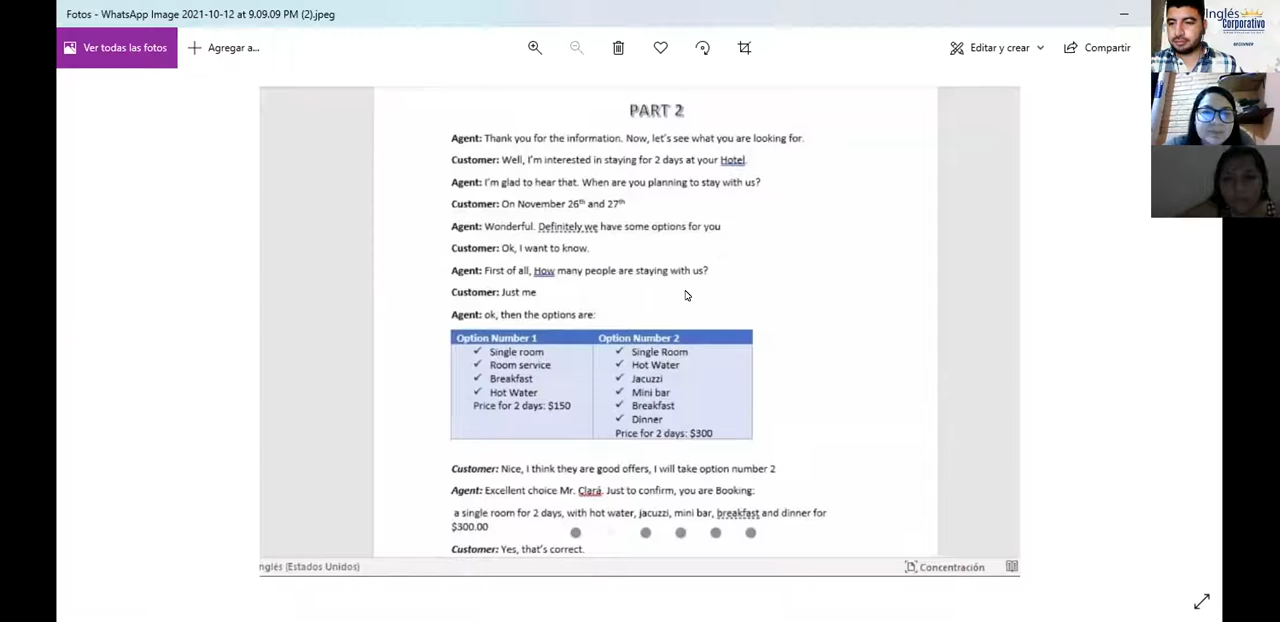 Fotos - WhatsApp Image 2021-10-12 at 9.09.09 PM (2).jpeg
Inglés
Corporativo
BEGINNER
Ver todas las fotos
Agregar a...
Editar y crear
Compartir
PART 2
Agent: Thank you for the information. Now, let's see what you are looking for.
Customer: Well, I'm interested in staying for 2 days at your Hotel.
Agent: I'm glad to hear that. When are you planning to stay with us?
Customer: On November 26th and 27th
Agent: Wonderful. Definitely we have some options for you
Customer: Ok, I want to know.
Agent: First of all, How many people are staying with us?
Customer: Just me
Agent: ok, then the options are:
Option Number 1
✓ Single room
✓ Room service
✓ Breakfast
✓ Hot Water
Price for 2 days: $150
Option Number 2
✓ Single Room
✓ Hot Water
✓ Jacuzzi
✓ Mini bar
✓ Breakfast
✓ Dinner
Price for 2 days: $300
Customer: Nice, I think they are good offers, I will take option number 2
Agent: Excellent choice Mr. Clará. Just to confirm, you are Booking:
a single room for 2 days, with hot water, jacuzzi, mini bar, breakfast and dinner for
$300.00
Customer: Yes, that's correct.
nglés (Estados Unidos)
Concentración